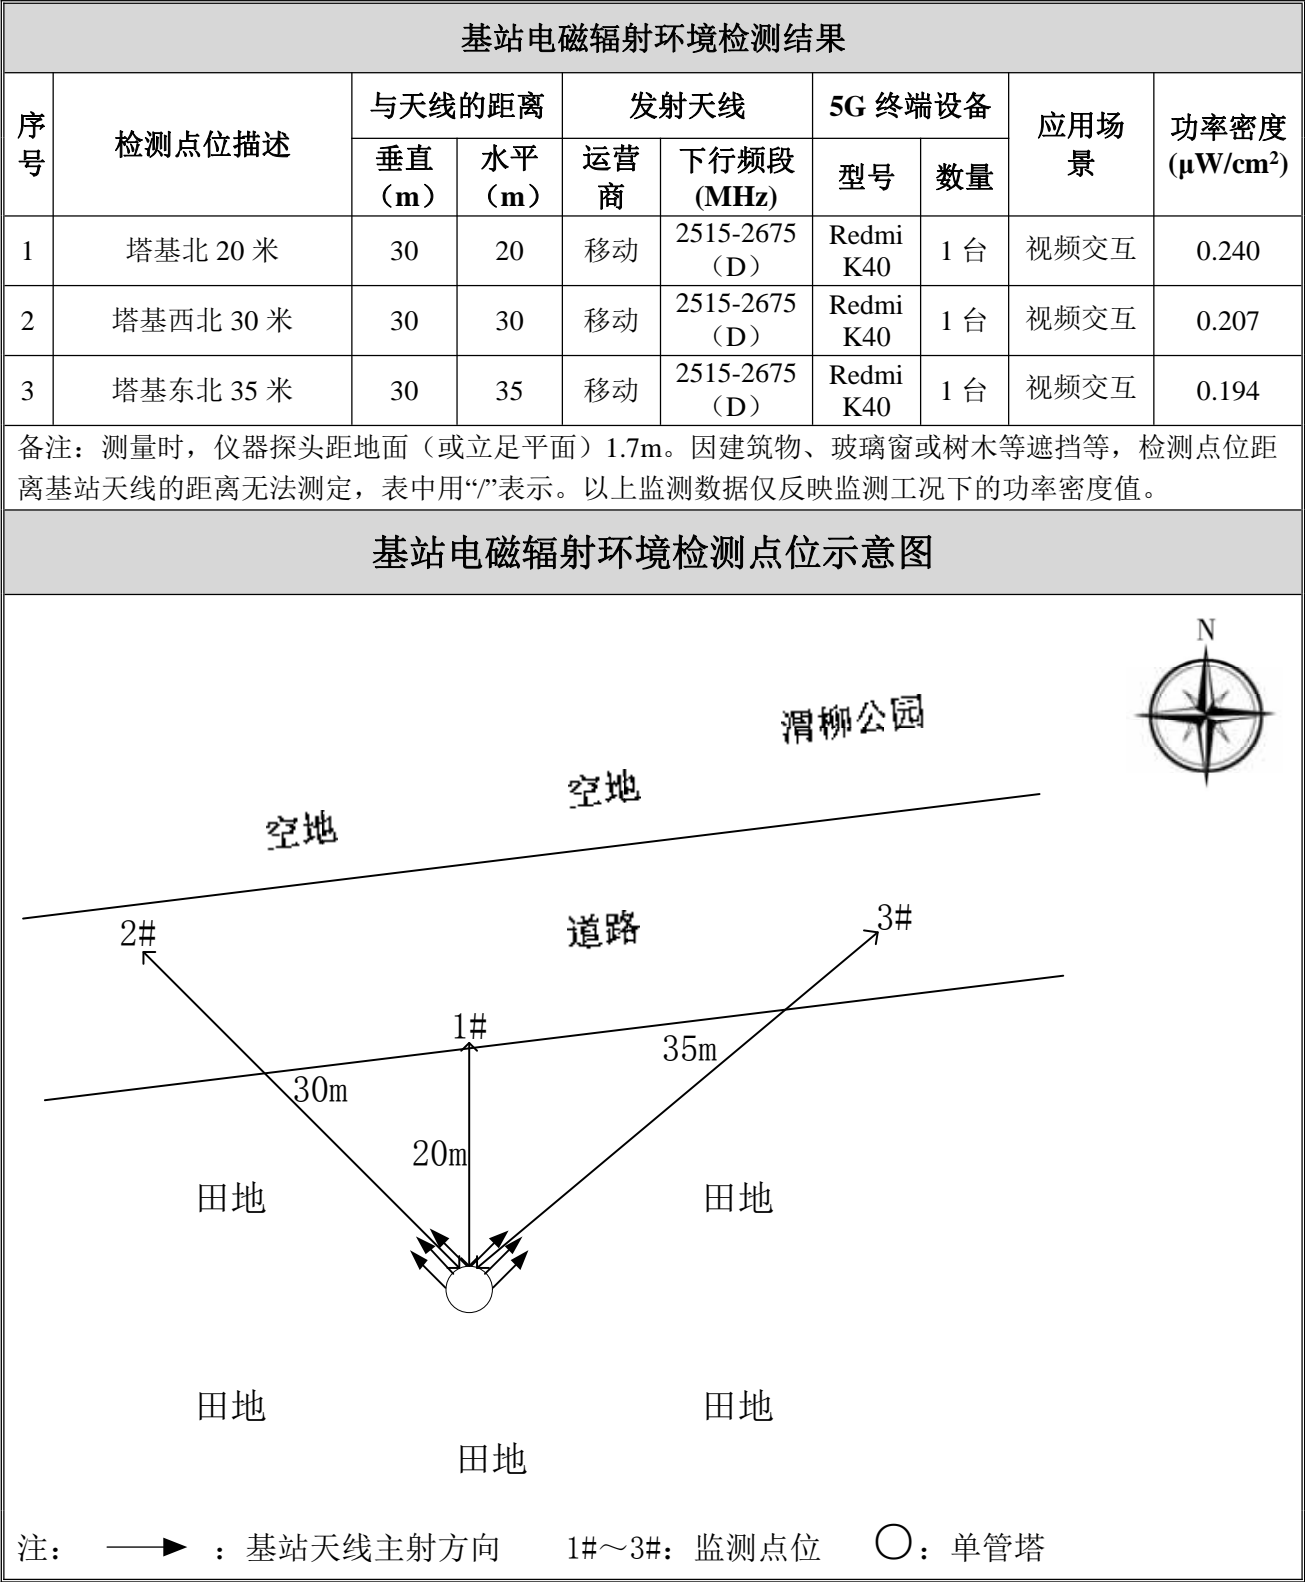 基站电磁辐射环境检测结果
序号 检测点位描述 与天线的距离 发射天线 5G 终端设备 应用场景 功率密度(μW/cm²)
垂直（m） 水平（m） 运营商 下行频段(MHz) 型号 数量
1 塔基北 20 米 30 20 移动 2515-2675（D） Redmi K40 1 台 视频交互 0.240
2 塔基西北 30 米 30 30 移动 2515-2675（D） Redmi K40 1 台 视频交互 0.207
3 塔基东北 35 米 30 35 移动 2515-2675（D） Redmi K40 1 台 视频交互 0.194
备注：测量时，仪器探头距地面（或立足平面）1.7m。因建筑物、玻璃窗或树木等遮挡等，检测点位距
离基站天线的距离无法测定，表中用“/”表示。以上监测数据仅反映监测工况下的功率密度值。
基站电磁辐射环境检测点位示意图
N
渭柳公园
空地
空地
2#
道路
3#
1#
35m
30m
20m
田地
田地
田地
田地
田地
注： ：基站天线主射方向 1#～3#：监测点位 ：单管塔